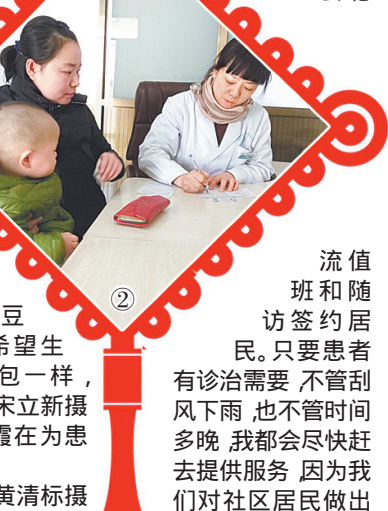 ②
豆
希望生
包一样，
宋立新摄
霞在为患
黄清标摄
流值
班和随
访签约居
民。只要患者
有诊治需要,不管刮
风下雨,也不管时间
多晚,我都会尽快赶
去提供服务,因为我
们对社区居民做出